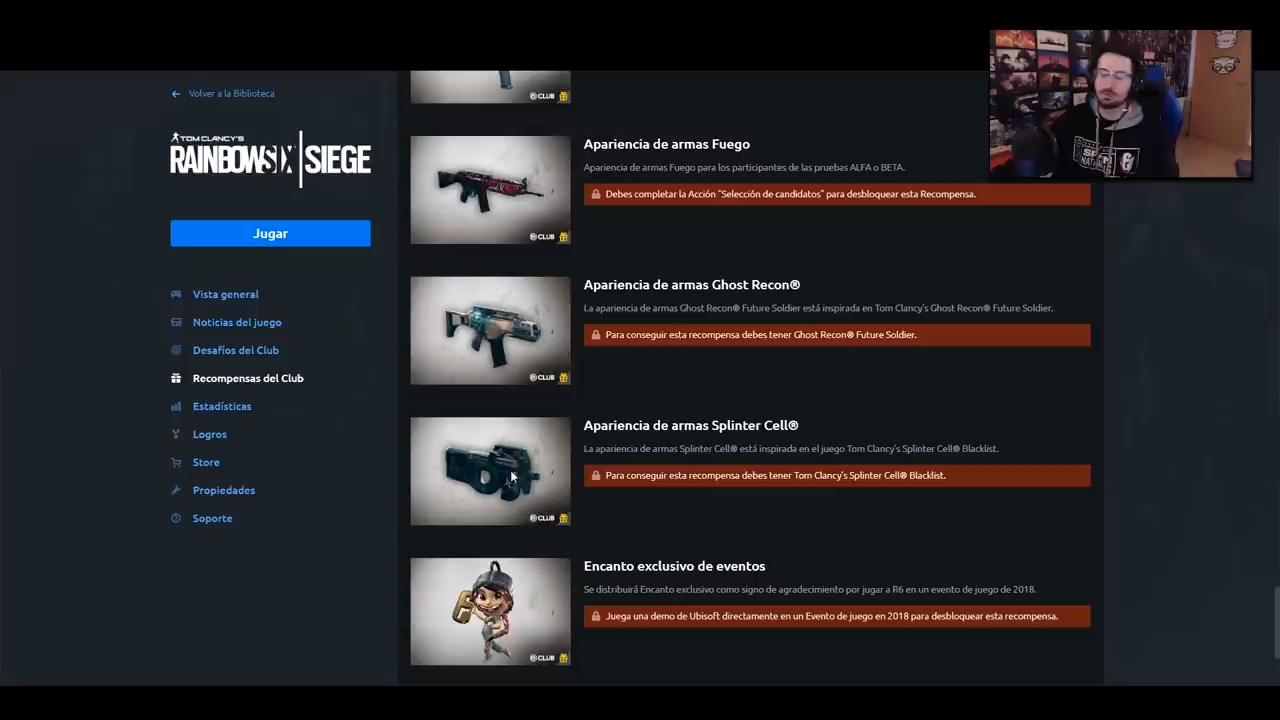 Volver a la Biblioteca
TOM CLANCY'S
RAINBOWSIX | SIEGE
Jugar
Vista general
Noticias del juego
Desafíos del Club
Recompensas del Club
Estadísticas
Logros
Store
Propiedades
Soporte
CLUB
Apariencia de armas Fuego
Apariencia de armas Fuego para los participantes de las pruebas ALFA o BETA.
Debes completar la Acción "Selección de candidatos" para desbloquear esta Recompensa.
CLUB
Apariencia de armas Ghost Recon®
La apariencia de armas Ghost Recon® Future Soldier está inspirada en Tom Clancy's Ghost Recon® Future Soldier.
Para conseguir esta recompensa debes tener Ghost Recon® Future Soldier.
CLUB
Apariencia de armas Splinter Cell®
La apariencia de armas Splinter Cell® está inspirada en el juego Tom Clancy's Splinter Cell® Blacklist.
Para conseguir esta recompensa debes tener Tom Clancy's Splinter Cell® Blacklist.
CLUB
Encanto exclusivo de eventos
Se distribuirá Encanto exclusivo como signo de agradecimiento por jugar a R6 en un evento de juego de 2018.
Juega una demo de Ubisoft directamente en un Evento de juego en 2018 para desbloquear esta recompensa.
CLUB